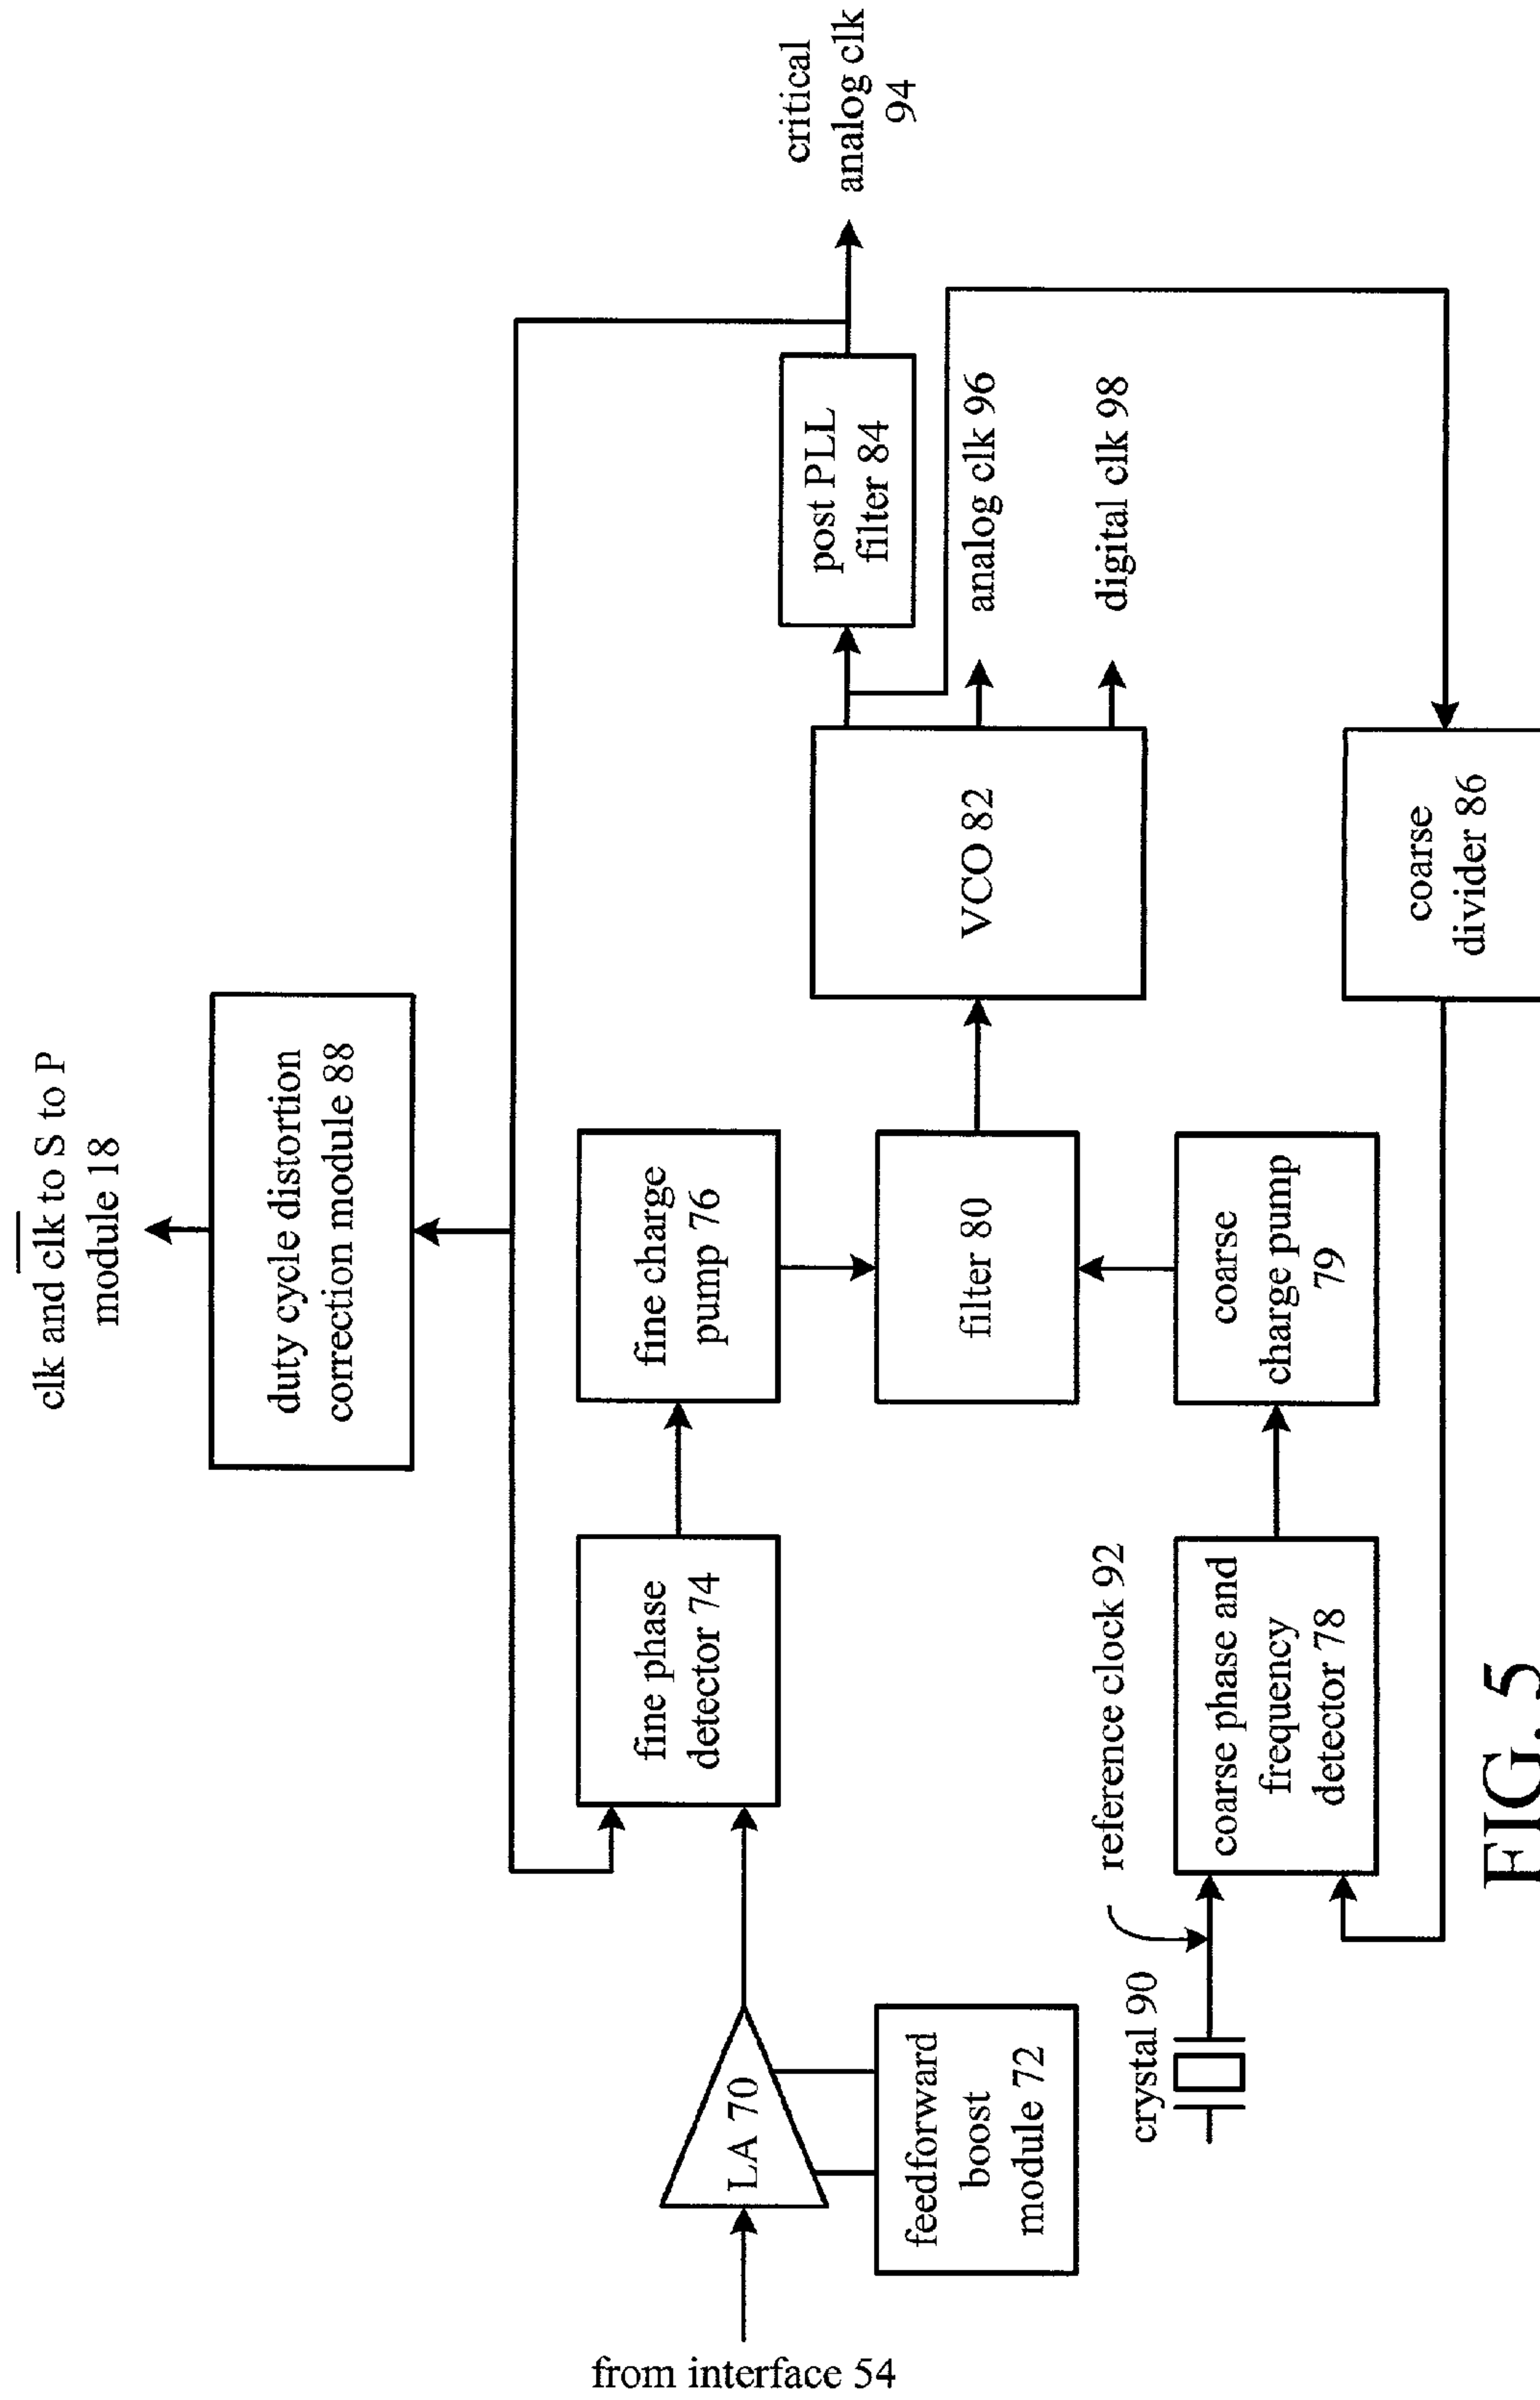 clk and c̅l̅k̅ to S to P
module 18
duty cycle distortion
correction module 88
from interface 54
LA 70
feedforward
boost
module 72
fine phase
detector 74
fine charge
pump 76
filter 80
VCO 82
post PLL
filter 84
critical
analog clk
94
analog clk 96
digital clk 98
crystal 90
reference clock 92
coarse phase and
frequency
detector 78
coarse
charge pump
79
coarse
divider 86
FIG. 5